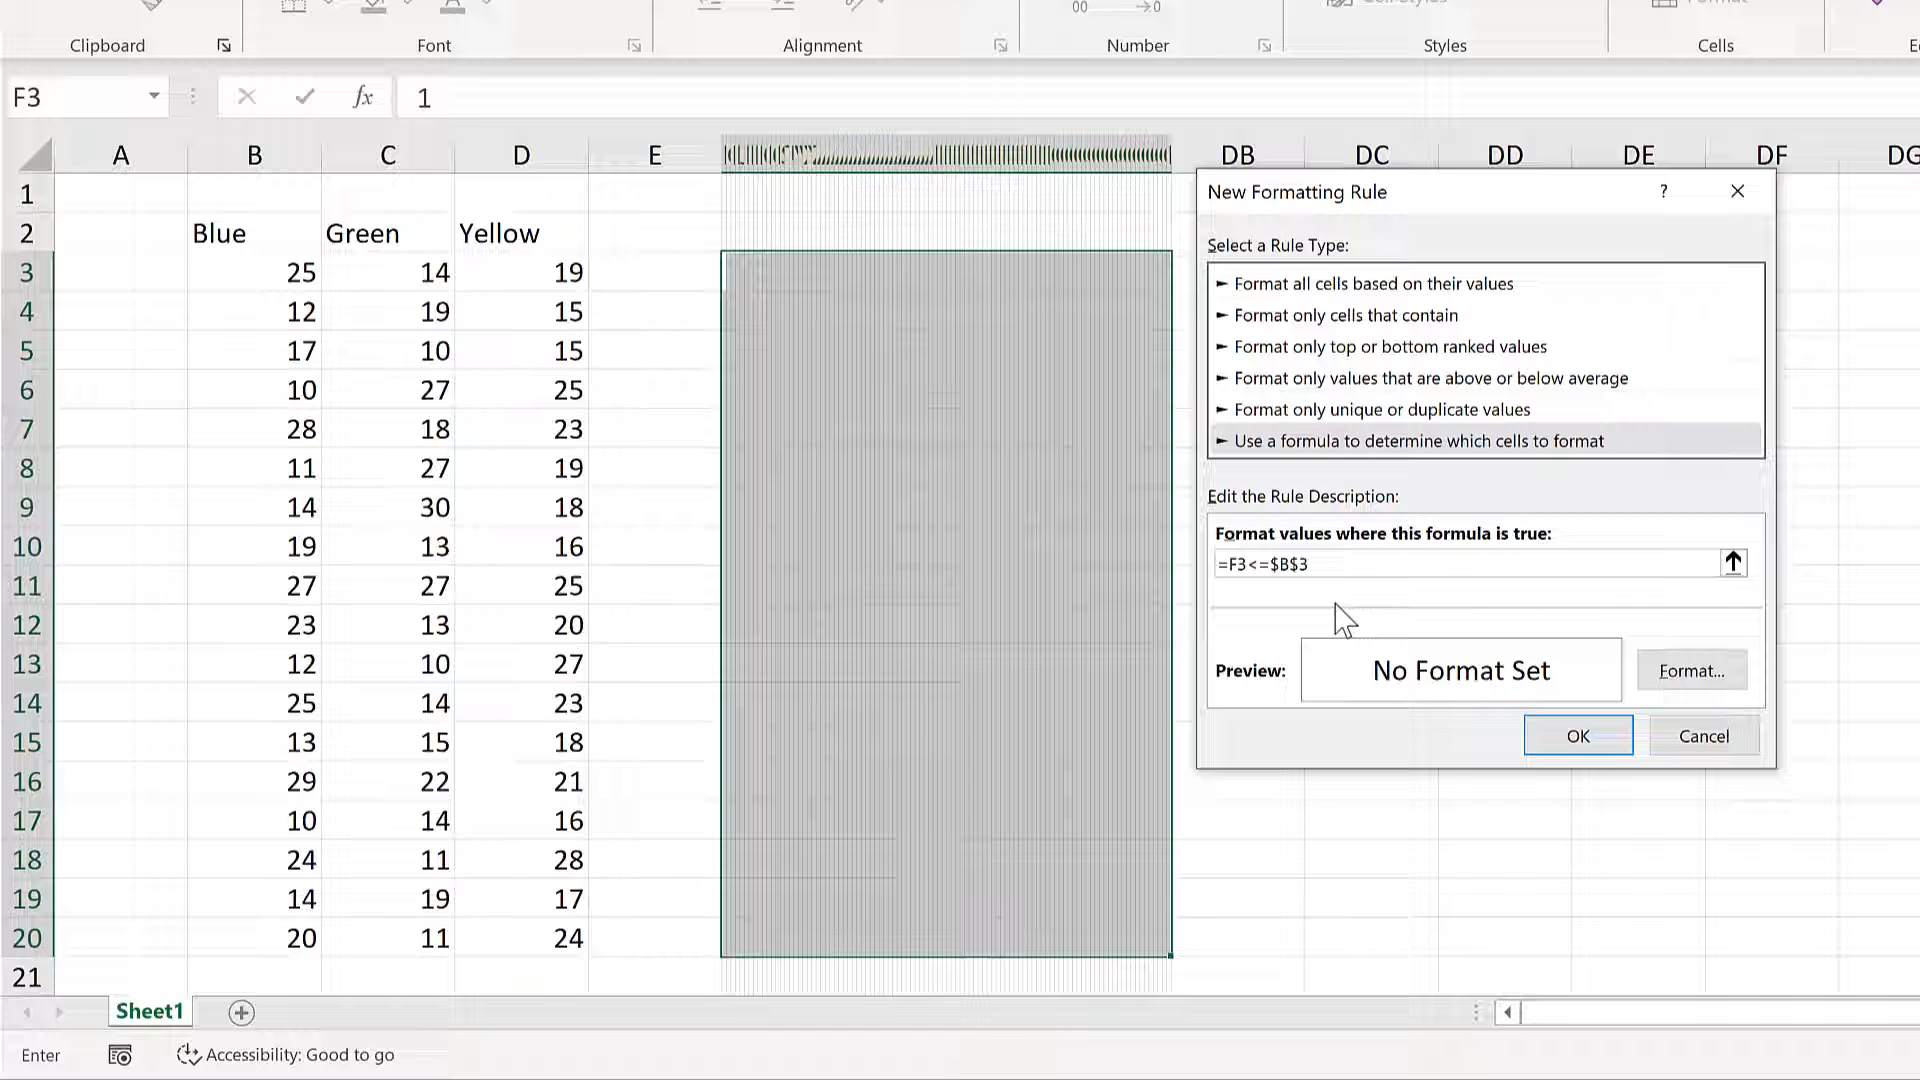 Clipboard Font Alignment Number Styles Cells
F3 fx 1
A B C D E DB DC DD DE DF DG
1
2 Blue Green Yellow
3 25 14 19
4 12 19 15
5 17 10 15
6 10 27 25
7 28 18 23
8 11 27 19
9 14 30 18
10 19 13 16
11 27 27 25
12 23 13 20
13 12 10 27
14 25 14 23
15 13 15 18
16 29 22 21
17 10 14 16
18 24 11 28
19 14 19 17
20 20 11 24
21
New Formatting Rule ?
Select a Rule Type:
► Format all cells based on their values
► Format only cells that contain
► Format only top or bottom ranked values
► Format only values that are above or below average
► Format only unique or duplicate values
► Use a formula to determine which cells to format
Edit the Rule Description:
Format values where this formula is true:
=F3<=$B$3
Preview: No Format Set Format...
OK Cancel
Sheet1
Enter Accessibility: Good to go